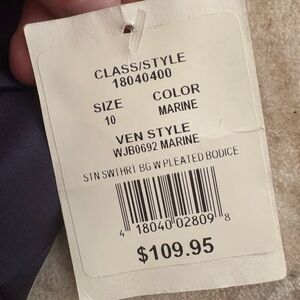 CLASS/STYLE
18040400
SIZE COLOR
10 MARINE
VEN STYLE
WJB0692 MARINE
STN SWTHRT BG W PLEATED BODICE
4 18040 02809 8
$109.95